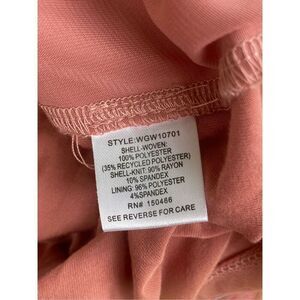 STYLE: WGW10701
SHELL-WOVEN:
100% POLYESTER
(35% RECYCLED POLYESTER)
SHELL-KNIT: 90% RAYON
10% SPANDEX
LINING: 96% POLYESTER
4% SPANDEX
RN# 150466
SEE REVERSE FOR CARE